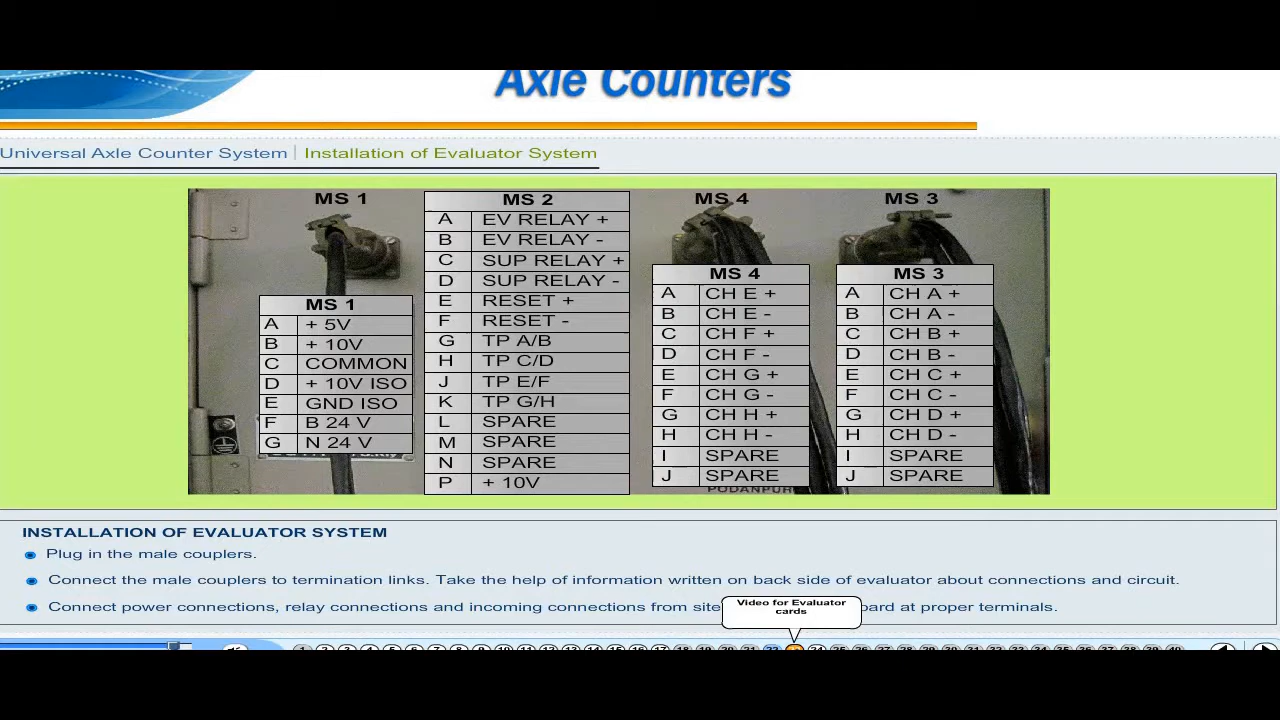 Axle Counters
Universal Axle Counter System | Installation of Evaluator System
MS 1
MS 1
A + 5V
B + 10V
C COMMON
D + 10V ISO
E GND ISO
F B 24 V
G N 24 V
MS 2
A EV RELAY +
B EV RELAY -
C SUP RELAY +
D SUP RELAY -
E RESET +
F RESET -
G TP A/B
H TP C/D
J TP E/F
K TP G/H
L SPARE
M SPARE
N SPARE
P + 10V
MS 4
MS 4
A CH E +
B CH E -
C CH F +
D CH F -
E CH G +
F CH G -
G CH H +
H CH H -
I SPARE
J SPARE
PODANPUR
MS 3
MS 3
A CH A +
B CH A -
C CH B +
D CH B -
E CH C +
F CH C -
G CH D +
H CH D -
I SPARE
J SPARE
INSTALLATION OF EVALUATOR SYSTEM
Plug in the male couplers.
Connect the male couplers to termination links. Take the help of information written on back side of evaluator about connections and circuit.
Connect power connections, relay connections and incoming connections from site at proper terminals.
Video for Evaluator
cards